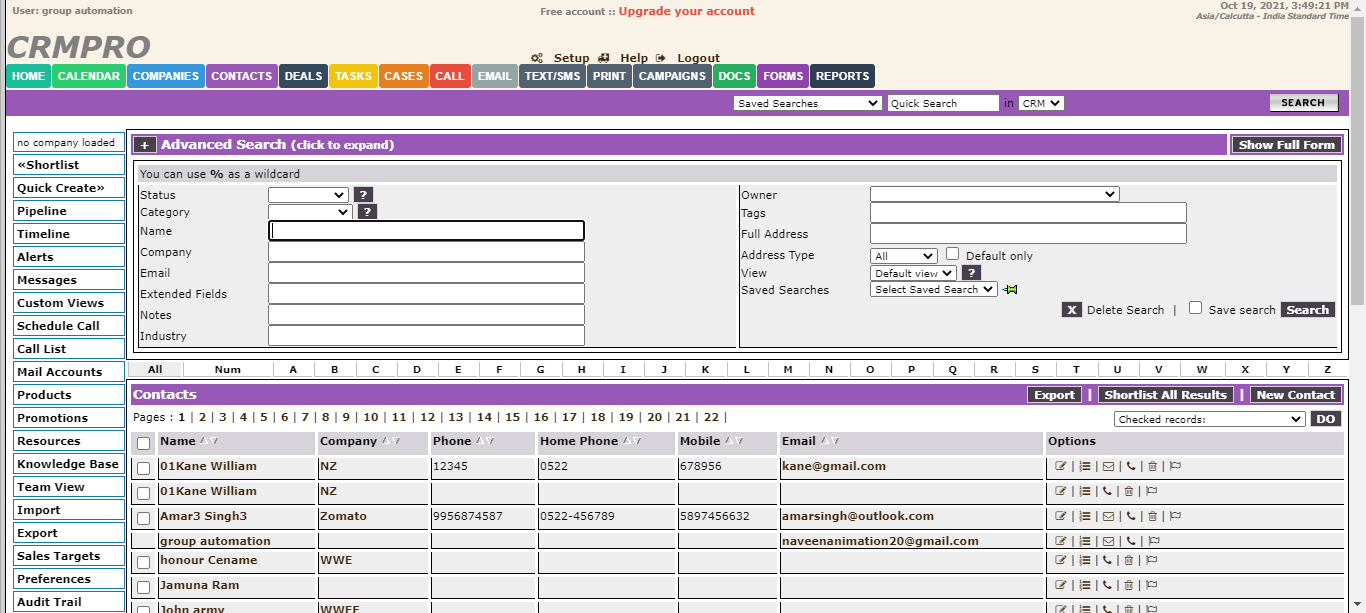 User: group automation
Free account :: Upgrade your account
Oct 19, 2021, 3:49:21 PM
Asia/Calcutta - India Standard Time
CRMPRO
Setup Help Logout
HOME CALENDAR COMPANIES CONTACTS DEALS TASKS CASES CALL EMAIL TEXT/SMS PRINT CAMPAIGNS DOCS FORMS REPORTS
Saved Searches Quick Search in CRM SEARCH
no company loaded
«Shortlist
Quick Create»
Pipeline
Timeline
Alerts
Messages
Custom Views
Schedule Call
Call List
Mail Accounts
Products
Promotions
Resources
Knowledge Base
Team View
Import
Export
Sales Targets
Preferences
Audit Trail
+ Advanced Search (click to expand) Show Full Form
You can use % as a wildcard
Status ?
Category ?
Name
Company
Email
Extended Fields
Notes
Industry
Owner
Tags
Full Address
Address Type All Default only
View Default view ?
Saved Searches Select Saved Search
X Delete Search | Save search Search
All Num A B C D E F G H I J K L M N O P Q R S T U V W X Y Z
Contacts Export | Shortlist All Results | New Contact
Pages : 1 | 2 | 3 | 4 | 5 | 6 | 7 | 8 | 9 | 10 | 11 | 12 | 13 | 14 | 15 | 16 | 17 | 18 | 19 | 20 | 21 | 22 |
Checked records: DO
Name Company Phone Home Phone Mobile Email Options
01Kane William NZ 12345 0522 678956 kane@gmail.com | | | | |
01Kane William NZ | | | |
Amar3 Singh3 Zomato 9956874587 0522-456789 5897456632 amarsingh@outlook.com | | | | |
group automation naveenanimation20@gmail.com | | | |
honour Cename WWE | | | |
Jamuna Ram | | | |
John army WWEE | | | |